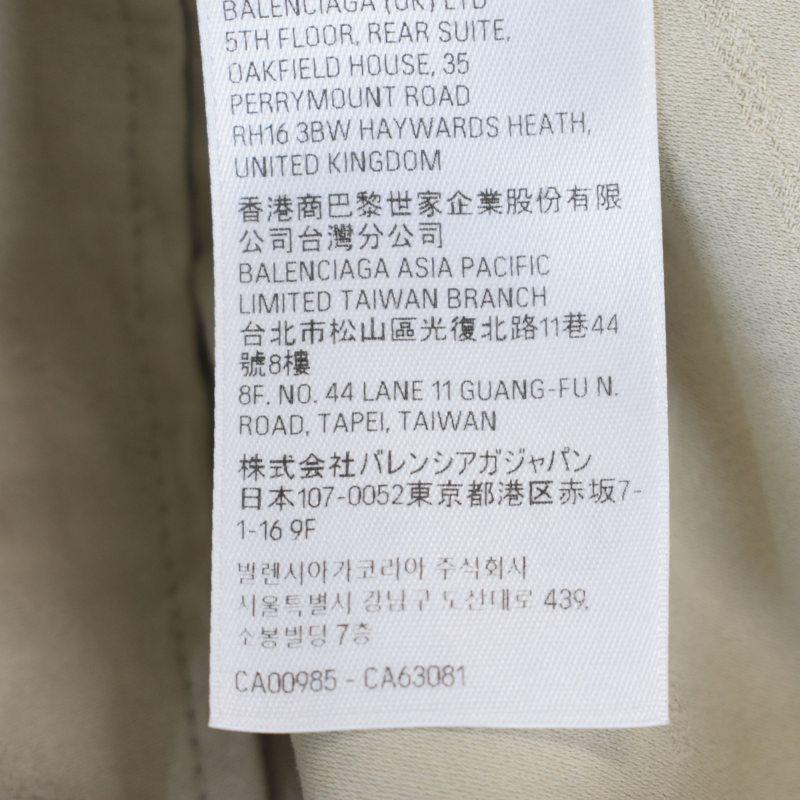 BALENCIAGA (UK) LTD
5TH FLOOR, REAR SUITE,
OAKFIELD HOUSE, 35
PERRYMOUNT ROAD
RH16 3BW HAYWARDS HEATH,
UNITED KINGDOM
香港商巴黎世家企業股份有限
公司台灣分公司
BALENCIAGA ASIA PACIFIC
LIMITED TAIWAN BRANCH
台北市松山區光復北路11巷44
號8樓
8F. NO. 44 LANE 11 GUANG-FU N.
ROAD, TAPEI, TAIWAN
株式会社バレンシアガジャパン
日本107-0052東京都港区赤坂7-
1-16 9F
발렌시아가코리아 주식회사
서울특별시 강남구 도산대로 439,
소봉빌딩 7층
CA00985 - CA63081